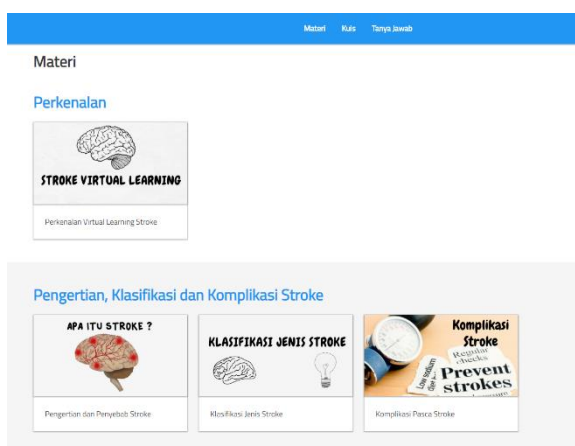 Materi Kuis Tanya Jawab
Materi
Perkenalan
STROKE VIRTUAL LEARNING
Perkenalan Virtual Learning Stroke
Pengertian, Klasifikasi dan Komplikasi Stroke
APA ITU STROKE ?
Pengertian dan Penyebab Stroke
KLASIFIKASI JENIS STROKE
Klasifikasi Jenis Stroke
Komplikasi
Stroke
Regular
checks
Low sodium
Prevent
strokes
Komplikasi Pasca Stroke